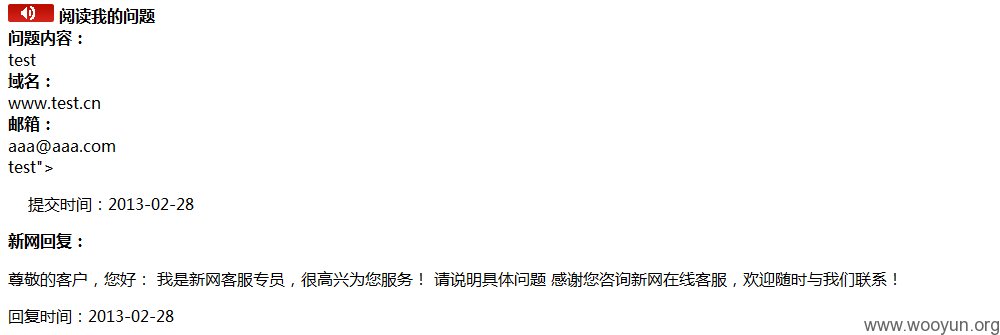 阅读我的问题
问题内容：
test
域名：
www.test.cn
邮箱：
aaa@aaa.com
test">
提交时间：2013-02-28
新网回复：
尊敬的客户，您好： 我是新网客服专员，很高兴为您服务！ 请说明具体问题 感谢您咨询新网在线客服，欢迎随时与我们联系！
回复时间：2013-02-28
www.wooyun.org